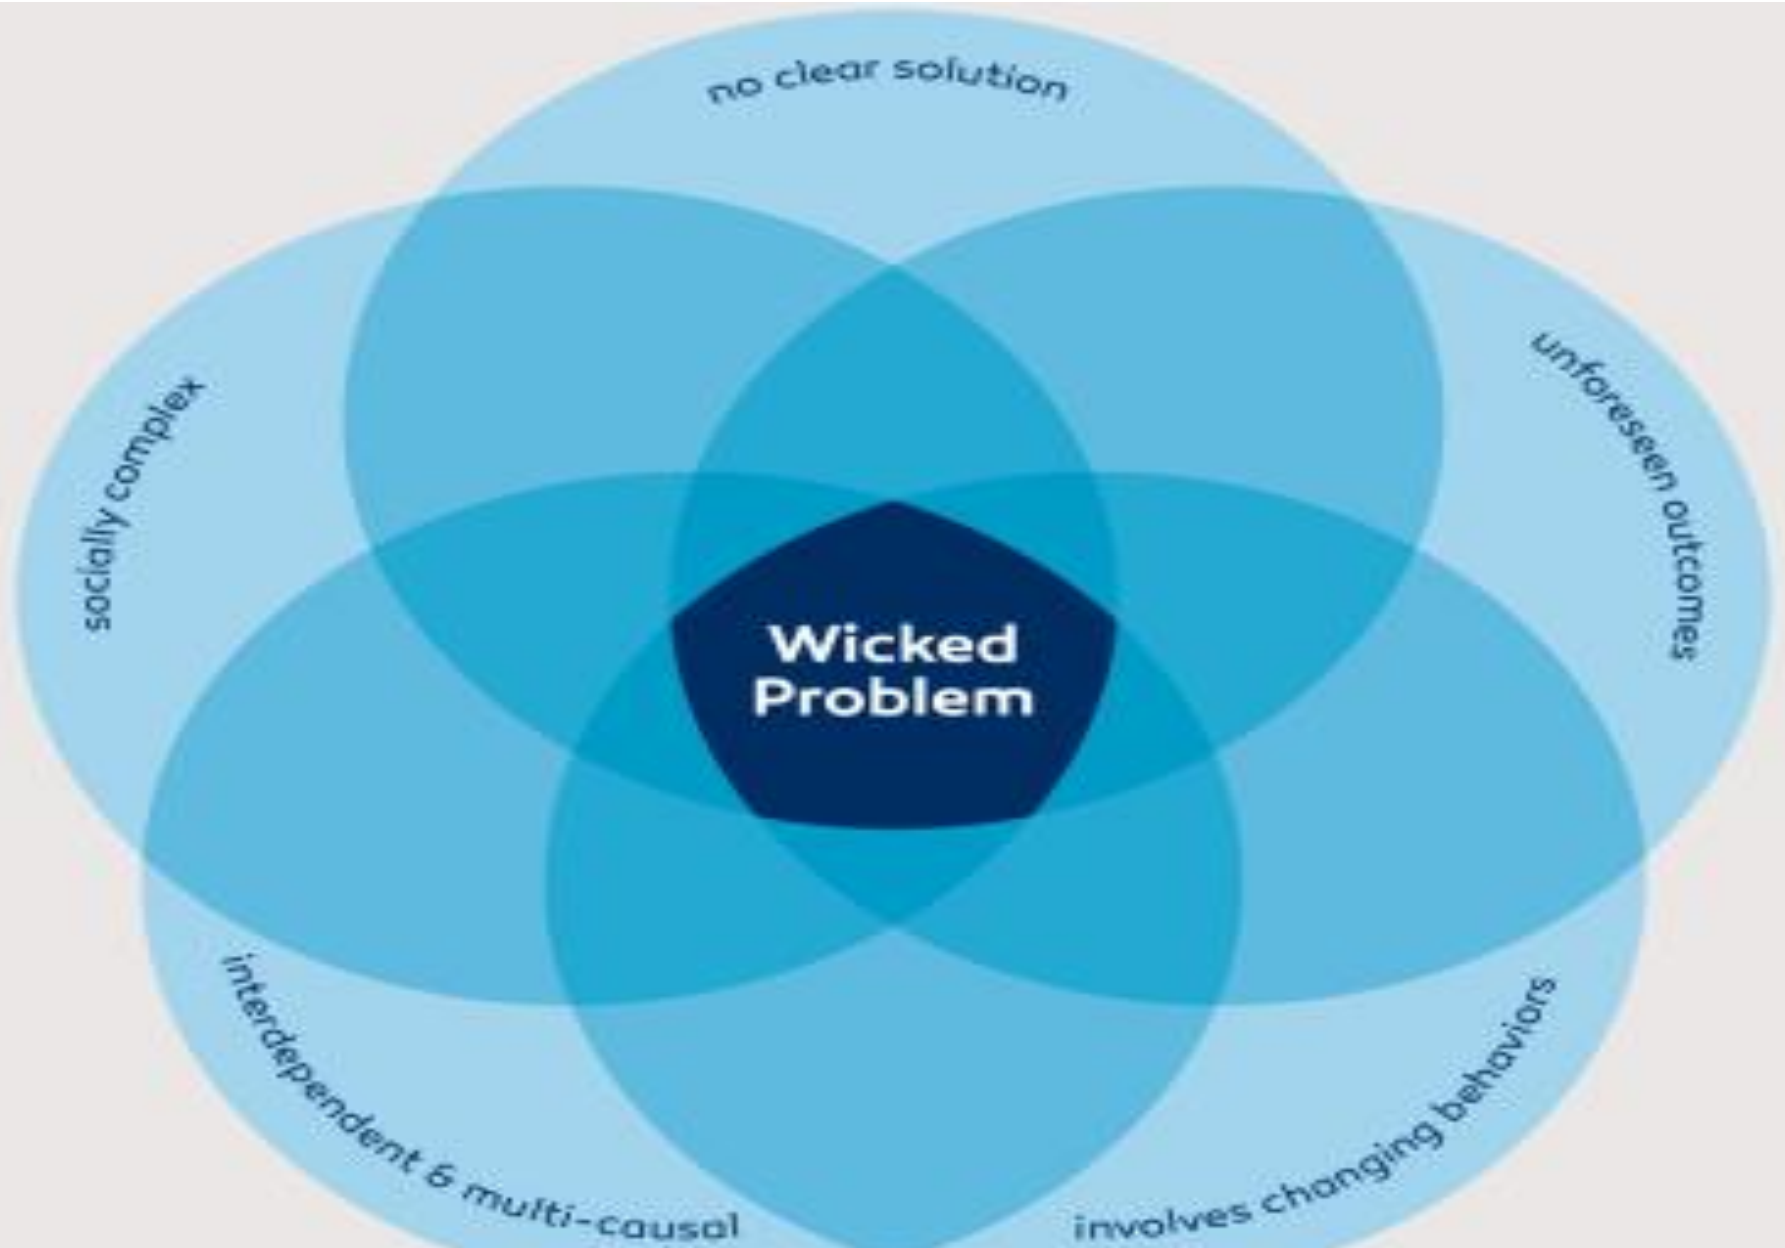 no clear solution
unforeseen outcomes
socially complex
Wicked
Problem
interdependent & multi-causal
involves changing behaviors